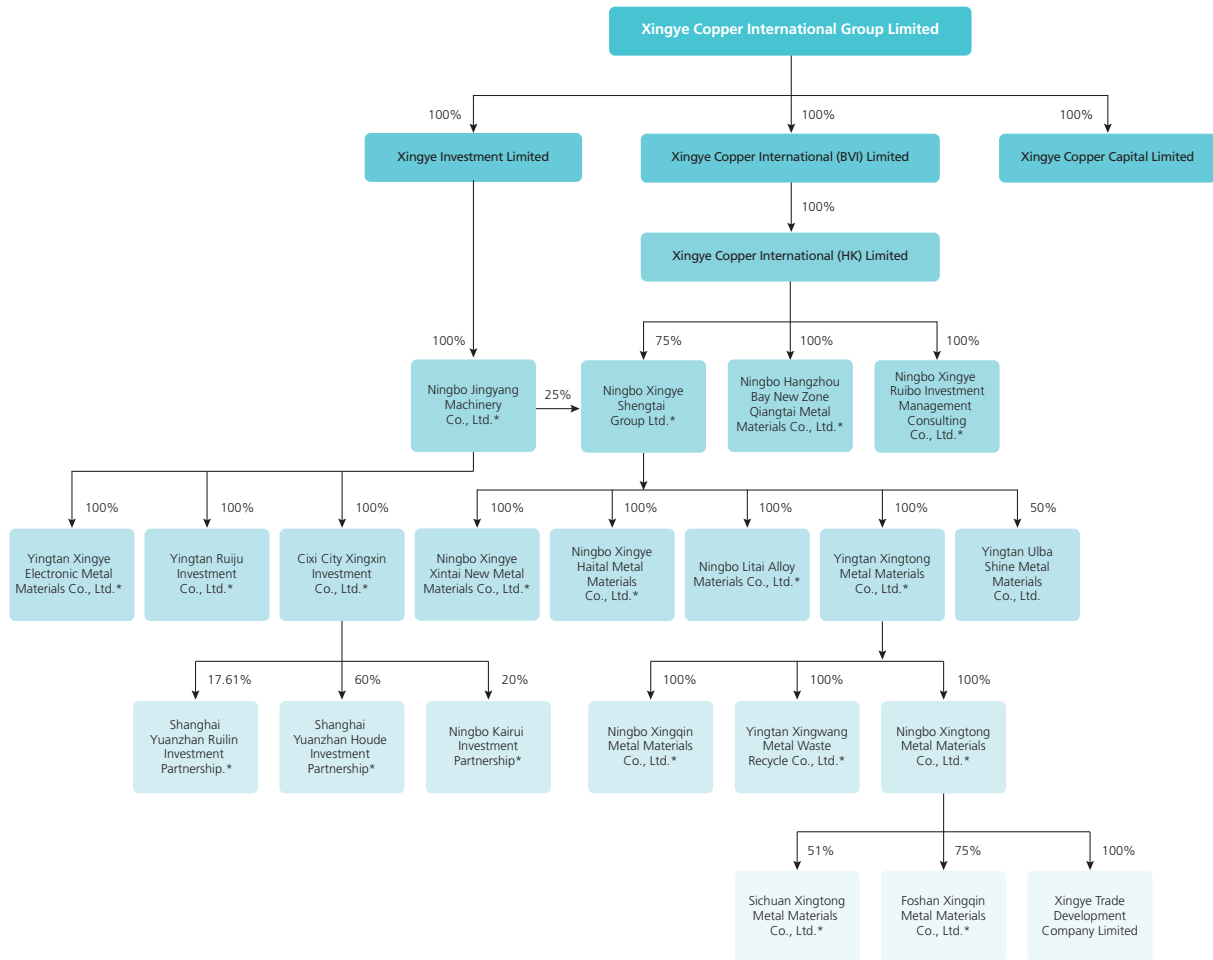 Xingye Copper International Group Limited
100%
100%
100%
Xingye Investment Limited
Xingye Copper International (BVI) Limited
Xingye Copper Capital Limited
100%
Xingye Copper International (HK) Limited
100%
75%
100%
100%
Ningbo Jingyang
Machinery
Co., Ltd.*
25%
Ningbo Xingye
Shengtai
Group Ltd.*
Ningbo Hangzhou
Bay New Zone
Qiangtai Metal
Materials Co., Ltd.*
Ningbo Xingye
Ruibo Investment
Management
Consulting
Co., Ltd.*
100%
100%
100%
100%
100%
100%
100%
50%
Yingtan Xingye
Electronic Metal
Materials Co., Ltd.*
Yingtan Ruiju
Investment
Co., Ltd.*
Cixi City Xingxin
Investment
Co., Ltd.*
Ningbo Xingye
Xintai New Metal
Materials Co., Ltd.*
Ningbo Xingye
Haital Metal
Materials
Co., Ltd.*
Ningbo Litai Alloy
Materials Co., Ltd.*
Yingtan Xingtong
Metal Materials
Co., Ltd.*
Yingtan Ulba
Shine Metal
Materials
Co., Ltd.
17.61%
60%
20%
100%
100%
100%
Shanghai
Yuanzhan Ruilin
Investment
Partnership.*
Shanghai
Yuanzhan Houde
Investment
Partnership*
Ningbo Kairui
Investment
Partnership*
Ningbo Xingqin
Metal Materials
Co., Ltd.*
Yingtan Xingwang
Metal Waste
Recycle Co., Ltd.*
Ningbo Xingtong
Metal Materials
Co., Ltd.*
51%
75%
100%
Sichuan Xingtong
Metal Materials
Co., Ltd.*
Foshan Xingqin
Metal Materials
Co., Ltd.*
Xingye Trade
Development
Company Limited